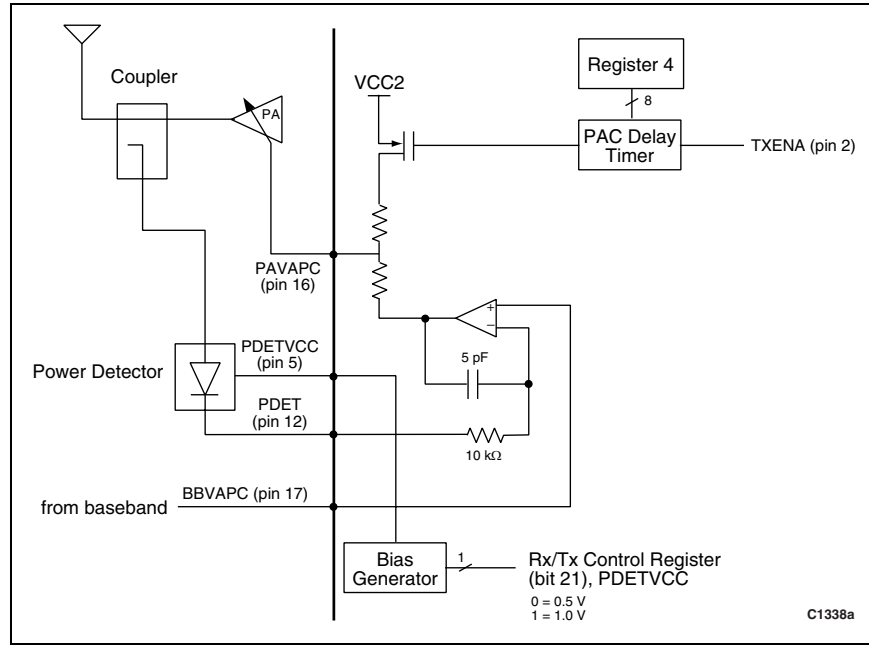 Coupler
PA
VCC2
Register 4
8
PAC Delay
Timer
TXENA (pin 2)
PAVAPC
(pin 16)
+
−
5 pF
10 kΩ
Power Detector
PDETVCC
(pin 5)
PDET
(pin 12)
from baseband
BBVAPC (pin 17)
Bias
Generator
1
Rx/Tx Control Register
(bit 21), PDETVCC
0 = 0.5 V
1 = 1.0 V
C1338a